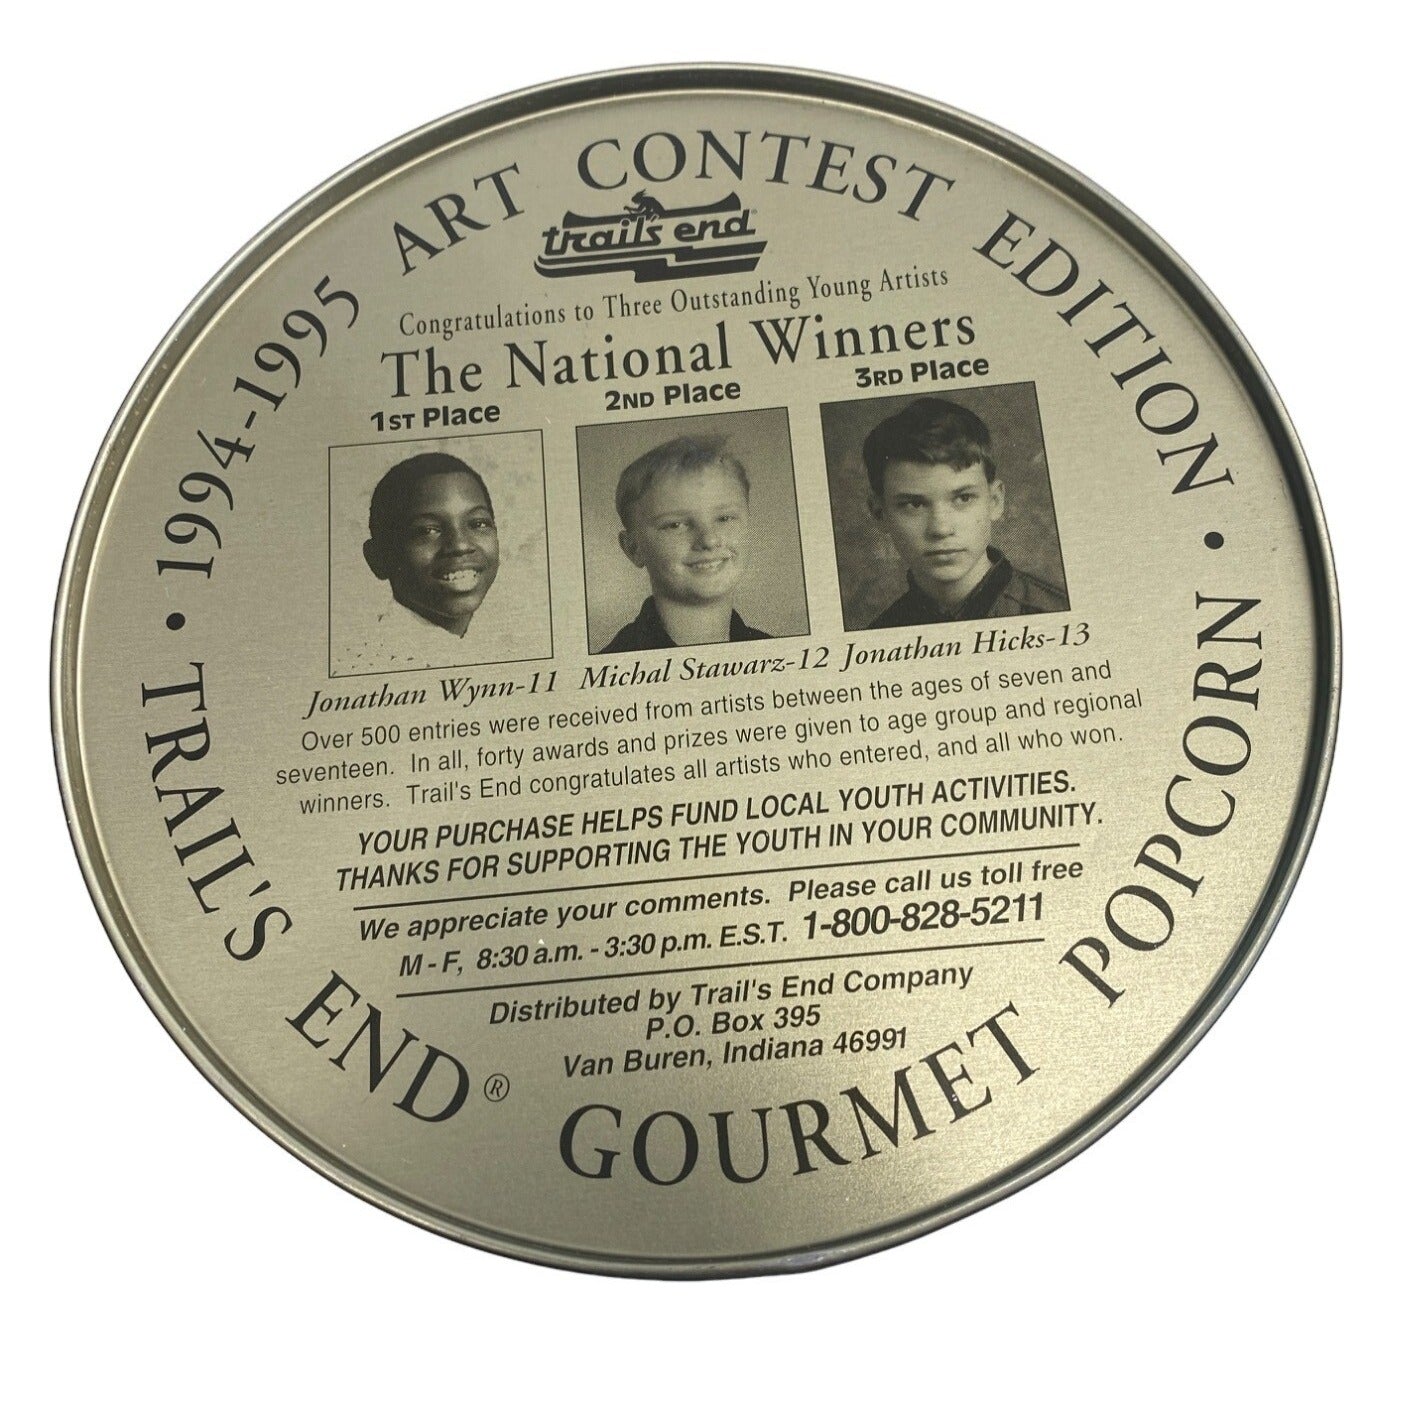 • 1994-1995 ART CONTEST EDITION •
trail's end
Congratulations to Three Outstanding Young Artists
The National Winners
1ST Place
2ND Place
3RD Place
Jonathan Wynn-11
Michal Stawarz-12
Jonathan Hicks-13
Over 500 entries were received from artists between the ages of seven and
seventeen. In all, forty awards and prizes were given to age group and regional
winners. Trail's End congratulates all artists who entered, and all who won.
YOUR PURCHASE HELPS FUND LOCAL YOUTH ACTIVITIES.
THANKS FOR SUPPORTING THE YOUTH IN YOUR COMMUNITY.
We appreciate your comments. Please call us toll free
M - F, 8:30 a.m. - 3:30 p.m. E.S.T. 1-800-828-5211
Distributed by Trail's End Company
P.O. Box 395
Van Buren, Indiana 46991
TRAIL'S END® GOURMET POPCORN